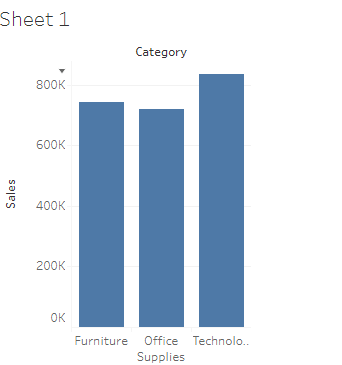 Sheet 1
Category
800K
600K
400K
200K
0K
Sales
Furniture
Office
Supplies
Technolo..